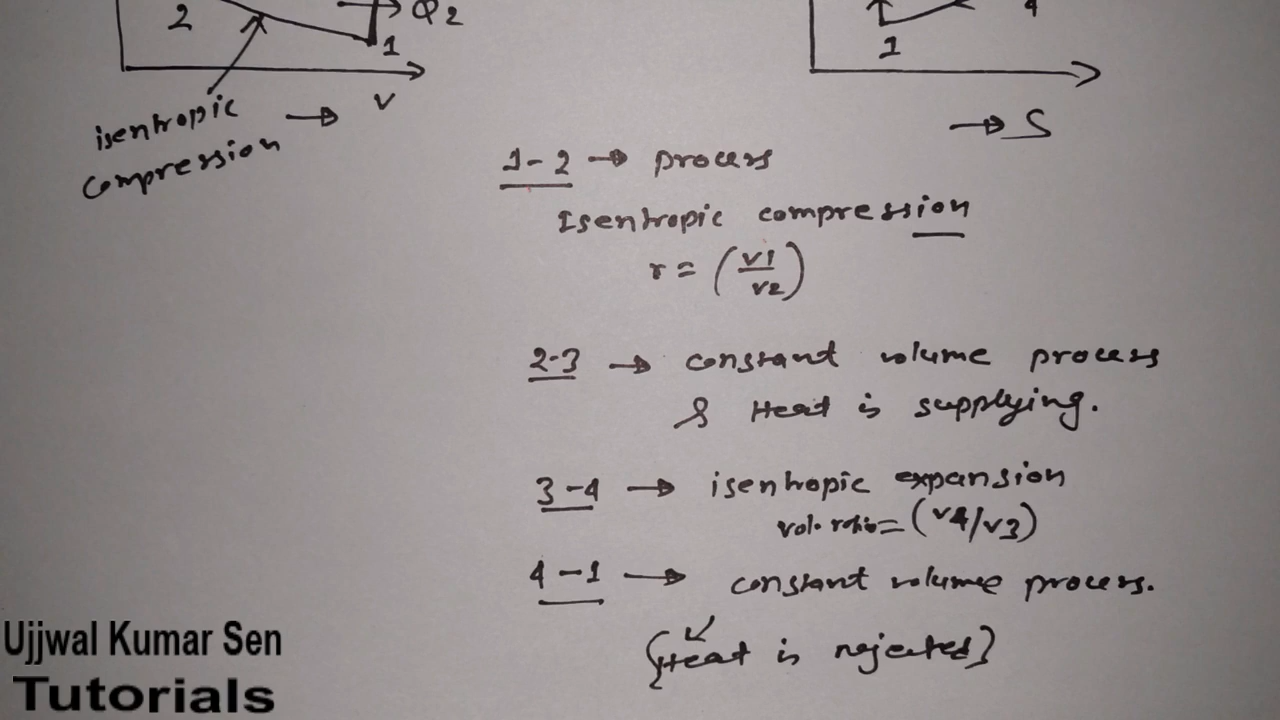 2
Q2
1
V
isentropic
compression
4
1
S
1-2 → process
Isentropic compression
r = (v1/v2)
2-3 → constant volume process
& Heat is supplying.
3-4 → isentropic expansion
vol. ratio = (v4/v3)
4-1 → constant volume process.
{Heat is rejected}
Ujjwal Kumar Sen
Tutorials